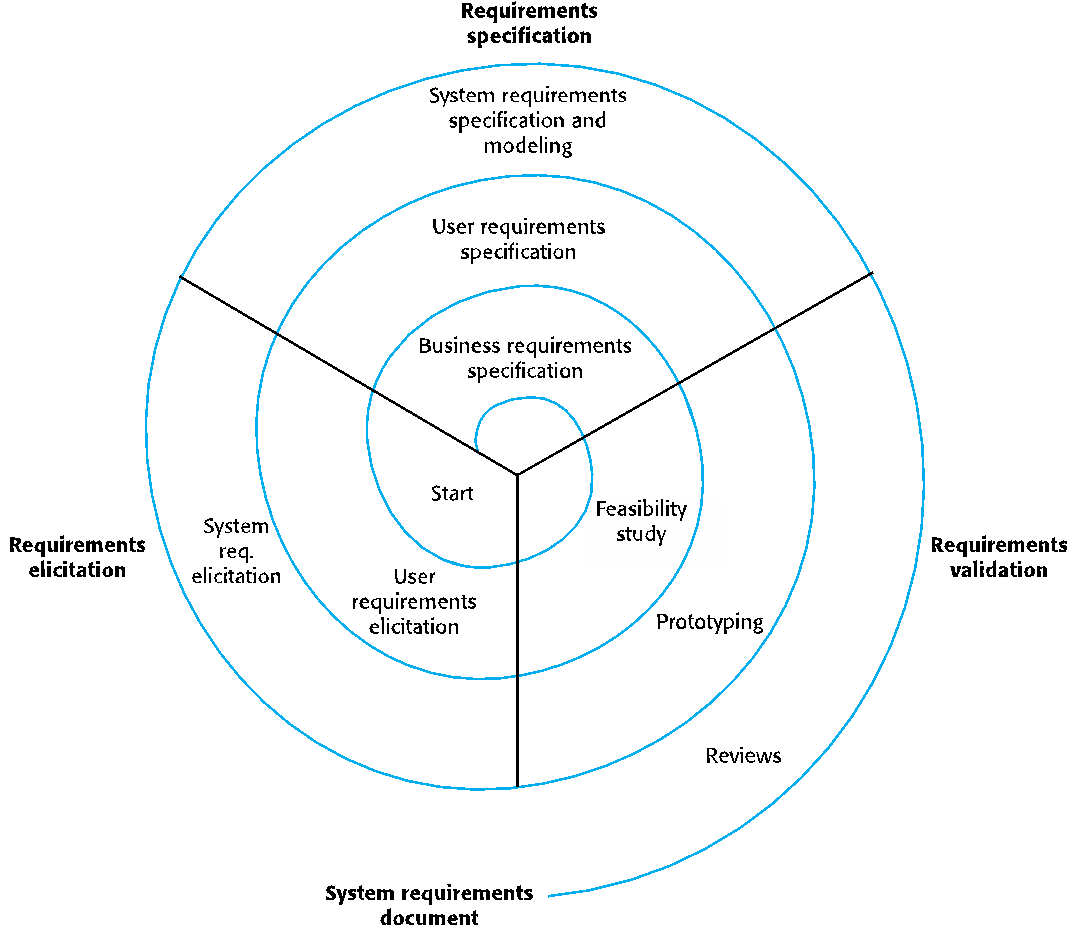 Requirements
specification
System requirements
specification and
modeling
User requirements
specification
Business requirements
specification
Start
Feasibility
study
System
req.
elicitation
Requirements
elicitation
Requirements
validation
User
requirements
elicitation
Prototyping
Reviews
System requirements
document